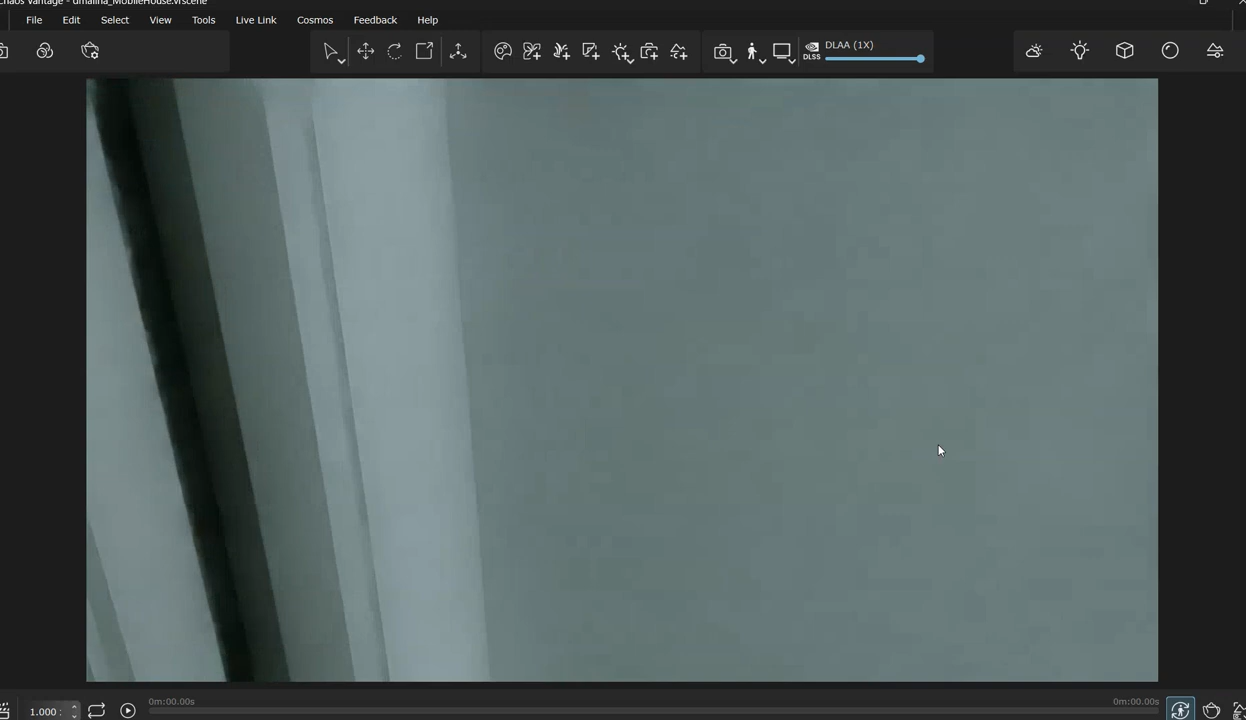 Chaos Vantage - dmalina_MobileHouse.vrscene
File Edit Select View Tools Live Link Cosmos Feedback Help
DLSS DLAA (1X)
1.000 0m:00.00s 0m:00.00s